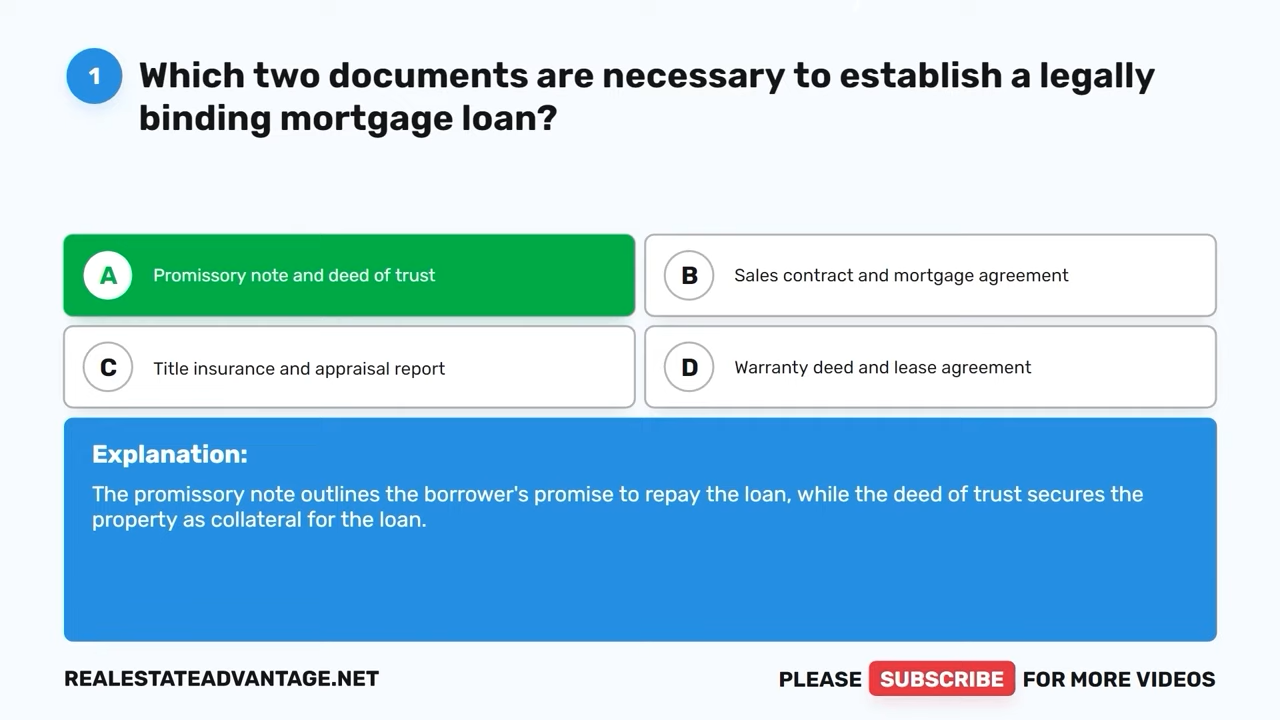 1
Which two documents are necessary to establish a legally
binding mortgage loan?
A Promissory note and deed of trust
B Sales contract and mortgage agreement
C Title insurance and appraisal report
D Warranty deed and lease agreement
Explanation:
The promissory note outlines the borrower's promise to repay the loan, while the deed of trust secures the
property as collateral for the loan.
REALESTATEADVANTAGE.NET
PLEASE SUBSCRIBE FOR MORE VIDEOS